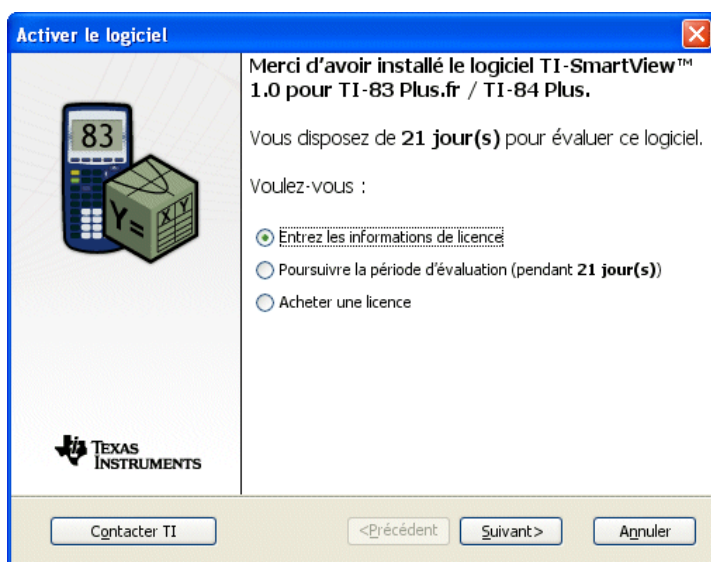 Activer le logiciel
Merci d'avoir installé le logiciel TI-SmartView™
1.0 pour TI-83 Plus.fr / TI-84 Plus.
Vous disposez de 21 jour(s) pour évaluer ce logiciel.
Voulez-vous :
Entrez les informations de licence
Poursuivre la période d'évaluation (pendant 21 jour(s))
Acheter une licence
83
Y=
X Y
TEXAS
INSTRUMENTS
Contacter TI
<Précédent
Suivant>
Annuler